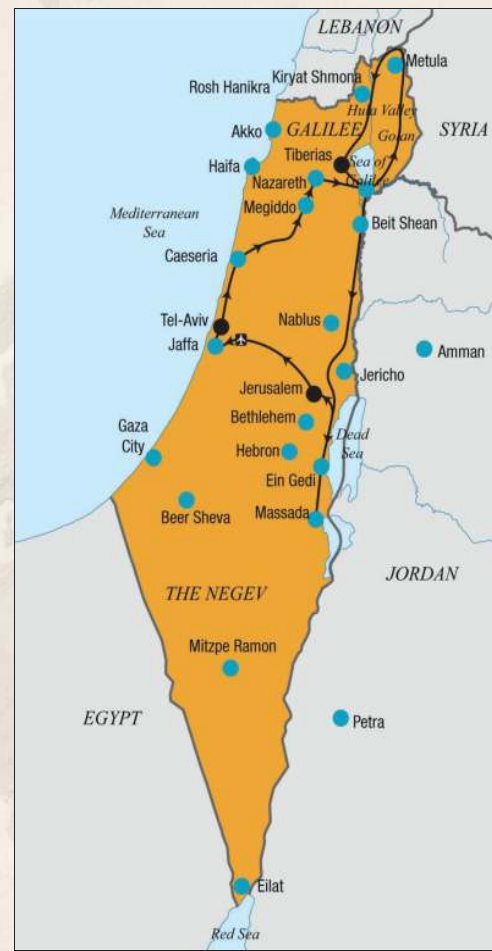 LEBANON
Metula
Kiryat Shmona
Rosh Hanikra
Hula Valley
Akko
GALILEE
Golan
SYRIA
Tiberias
Sea of
Galilee
Haifa
Nazareth
Megiddo
Mediterranean
Sea
Beit Shean
Caeseria
Tel-Aviv
Nablus
Jaffa
Amman
Jericho
Jerusalem
Bethlehem
Gaza
City
Dead
Sea
Hebron
Ein Gedi
Beer Sheva
Massada
JORDAN
THE NEGEV
Mitzpe Ramon
EGYPT
Petra
Eilat
Red Sea